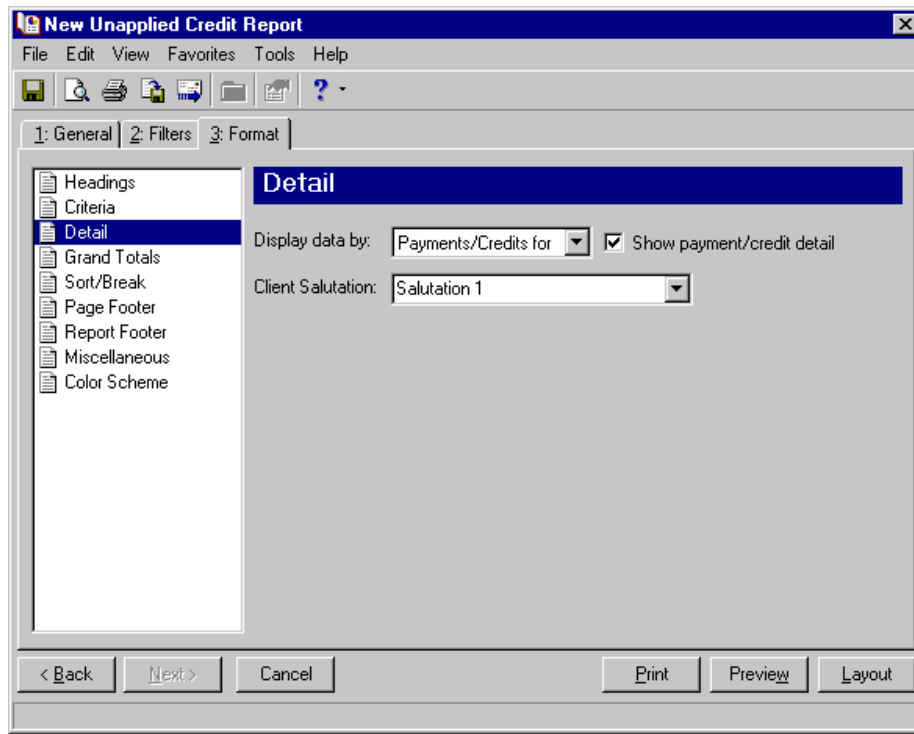 New Unapplied Credit Report
File Edit View Favorites Tools Help
?
1: General 2: Filters 3: Format
Headings
Criteria
Detail
Grand Totals
Sort/Break
Page Footer
Report Footer
Miscellaneous
Color Scheme
Detail
Display data by: Payments/Credits for Show payment/credit detail
Client Salutation: Salutation 1
< Back Next > Cancel Print Preview Layout